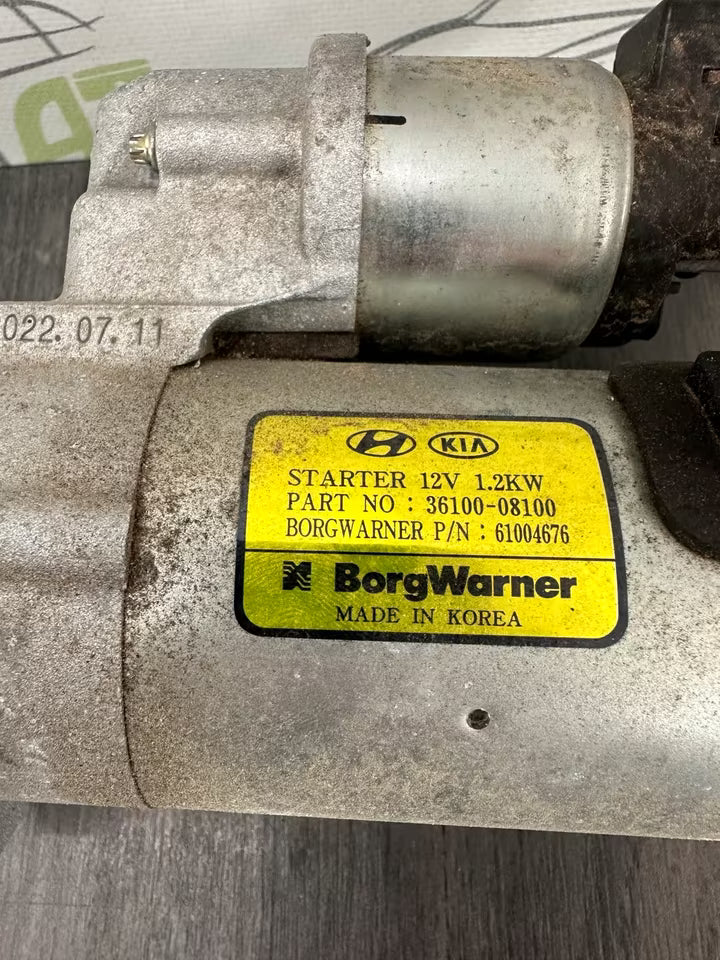 022.07.11
KIA
STARTER 12V 1.2KW
PART NO : 36100-08100
BORGWARNER P/N : 61004676
BorgWarner
MADE IN KOREA